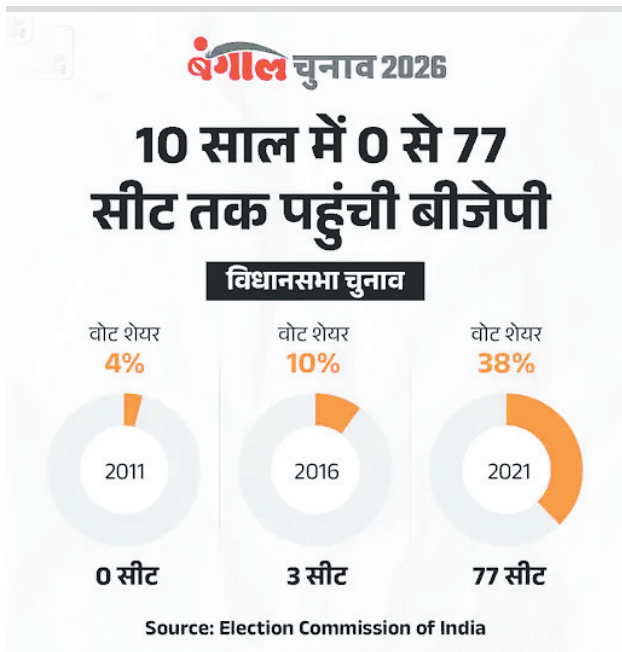 बंगाल चुनाव 2026
10 साल में 0 से 77
सीट तक पहुंची बीजेपी
विधानसभा चुनाव
वोट शेयर
4%
2011
0 सीट
वोट शेयर
10%
2016
3 सीट
वोट शेयर
38%
2021
77 सीट
Source: Election Commission of India